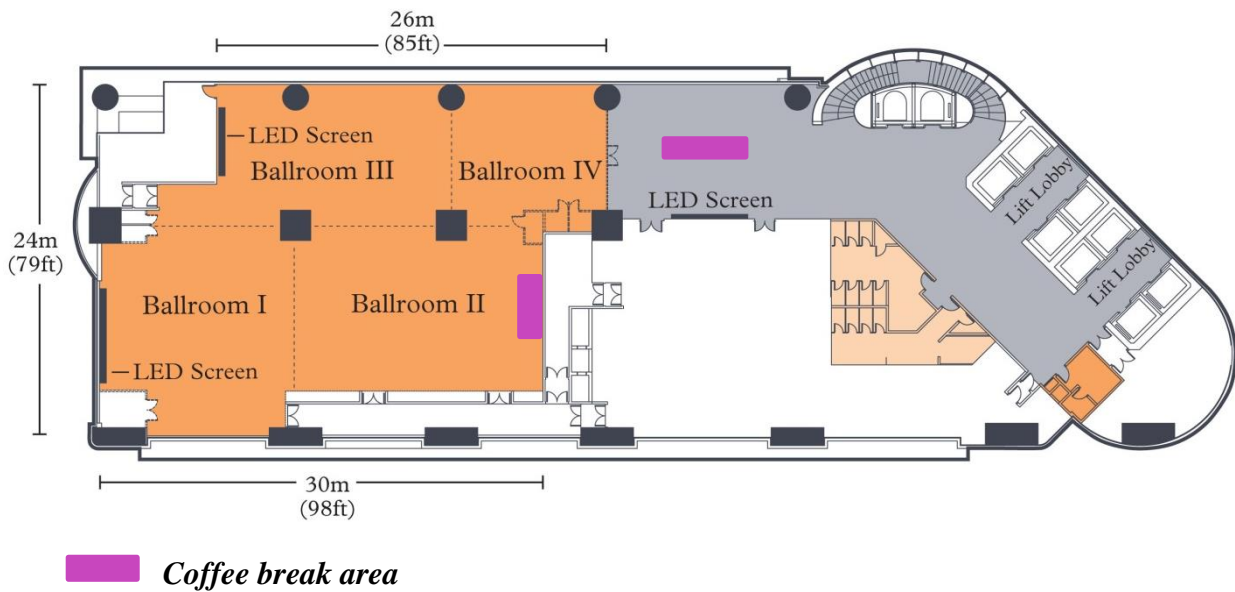 26m
(85ft)
LED Screen
Ballroom III
Ballroom IV
LED Screen
Lift Lobby
Lift Lobby
24m
(79ft)
Ballroom I
Ballroom II
LED Screen
30m
(98ft)
Coffee break area